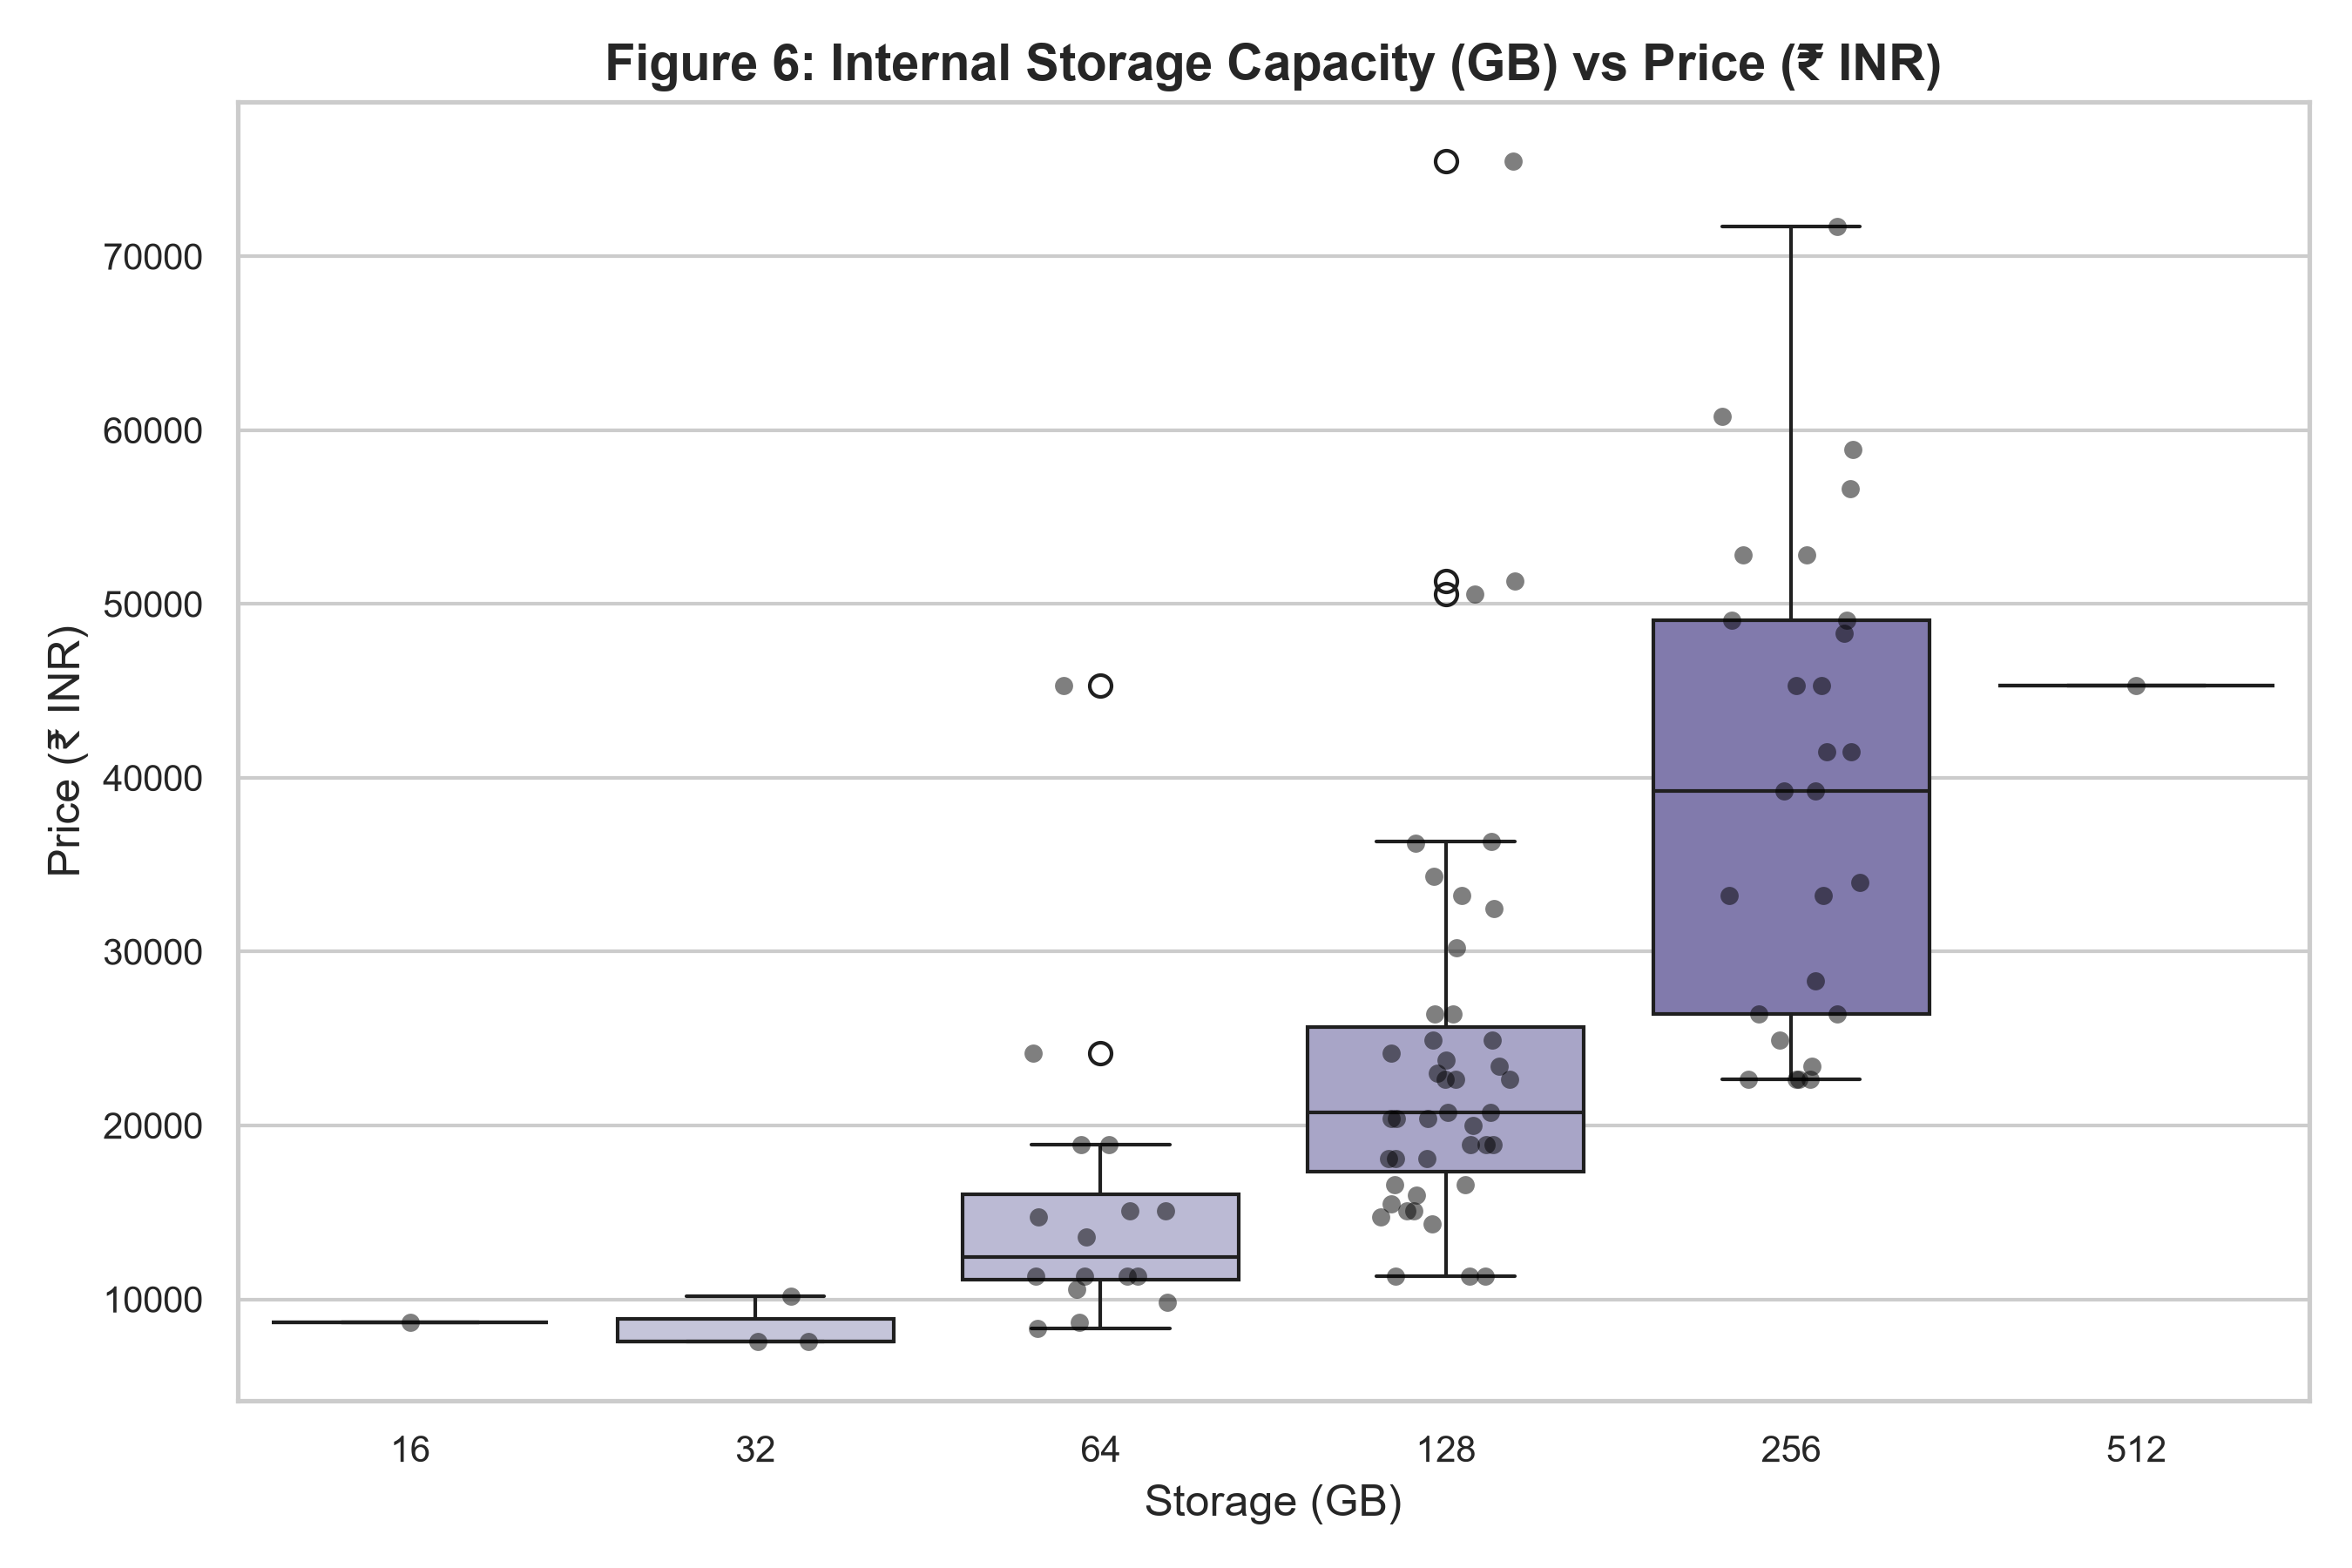 Figure 6: Internal Storage Capacity (GB) vs Price (₹ INR)
Price (₹ INR)
70000
60000
50000
40000
30000
20000
10000
16 32 64 128 256 512
Storage (GB)